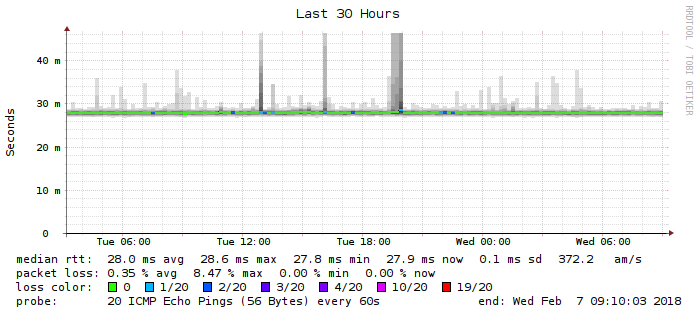 Last 30 Hours
RRDTOOL / TOBI OETIKER
Seconds
40 m
30 m
20 m
10 m
0
Tue 06:00 Tue 12:00 Tue 18:00 Wed 00:00 Wed 06:00
median rtt: 28.0 ms avg 28.6 ms max 27.8 ms min 27.9 ms now 0.1 ms sd 372.2 am/s
packet loss: 0.35 % avg 8.47 % max 0.00 % min 0.00 % now
loss color: 0 1/20 2/20 3/20 4/20 10/20 19/20
probe: 20 ICMP Echo Pings (56 Bytes) every 60s end: Wed Feb 7 09:10:03 2018